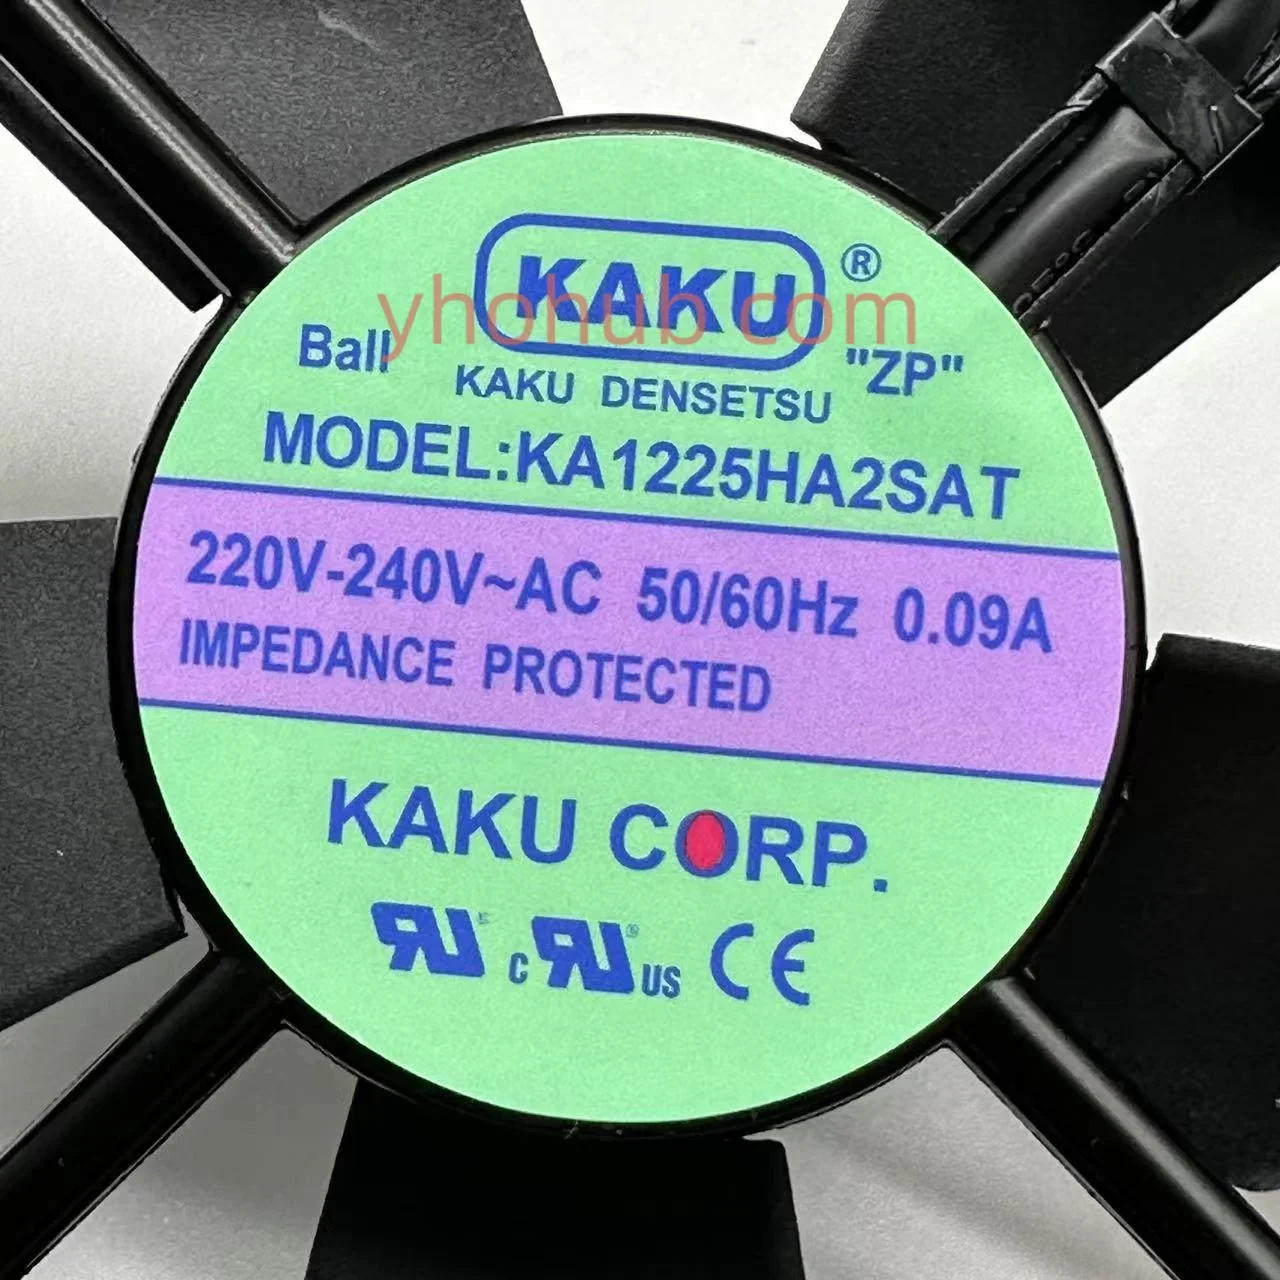 KAKU ®
yhohub.com
Ball "ZP"
KAKU DENSETSU
MODEL:KA1225HA2SAT
220V-240V~AC 50/60Hz 0.09A
IMPEDANCE PROTECTED
KAKU CORP.
c US CE